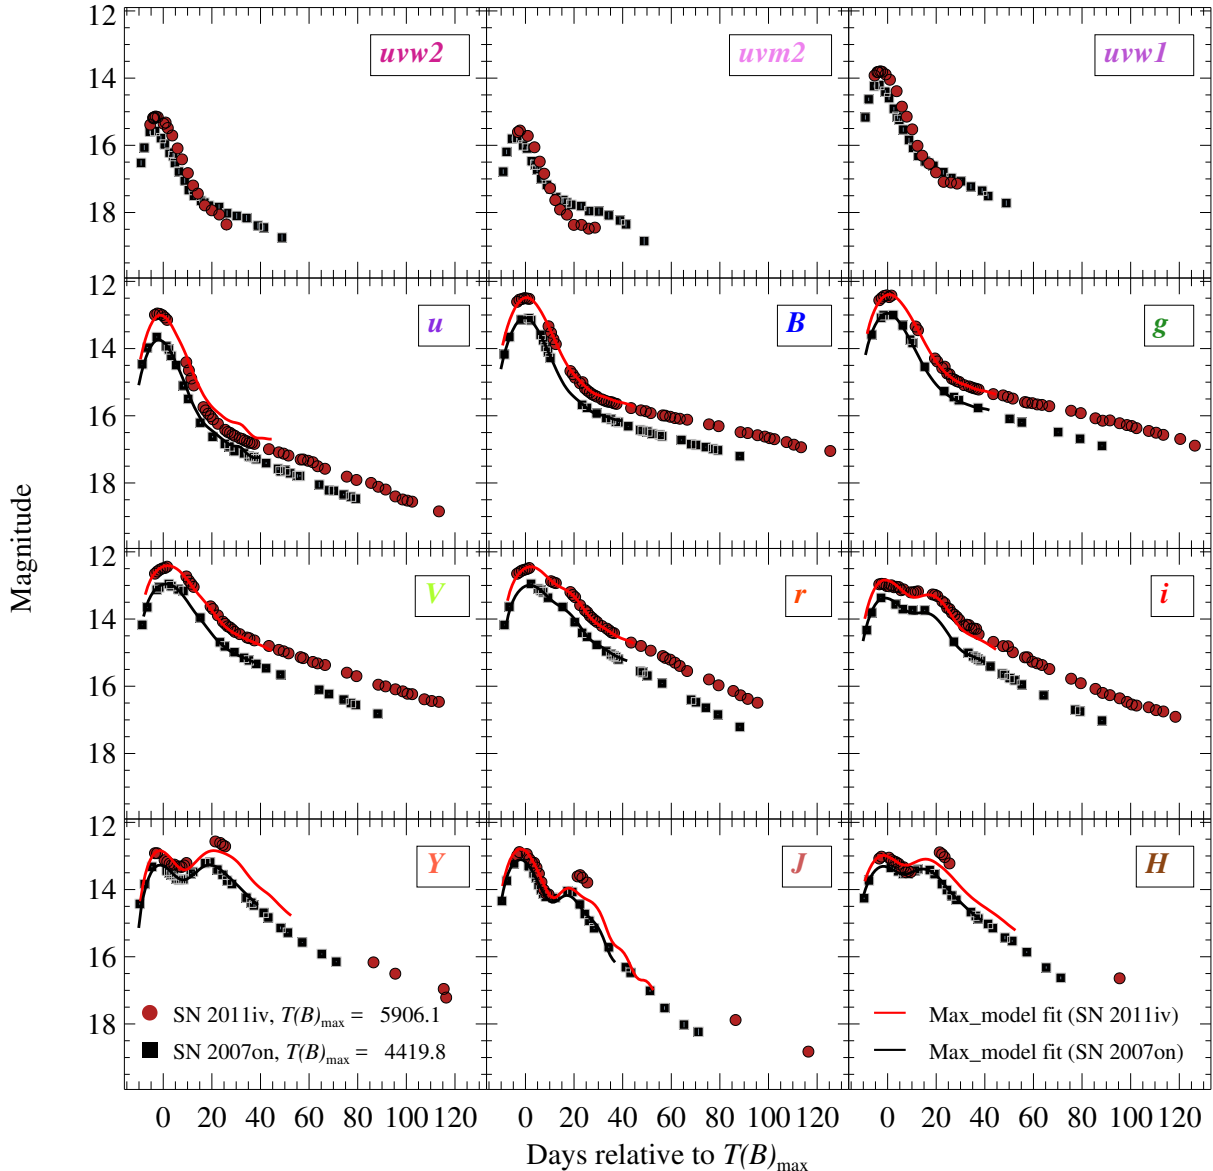 12
14
16
18
uvw2
uvm2
uvw1
12
14
16
18
u
B
g
Magnitude
12
14
16
18
V
r
i
12
14
16
18
Y
J
H
SN 2011iv, T(B)max = 5906.1
SN 2007on, T(B)max = 4419.8
Max_model fit (SN 2011iv)
Max_model fit (SN 2007on)
0 20 40 60 80 100 120 0 20 40 60 80 100 120 0 20 40 60 80 100 120
Days relative to T(B)max